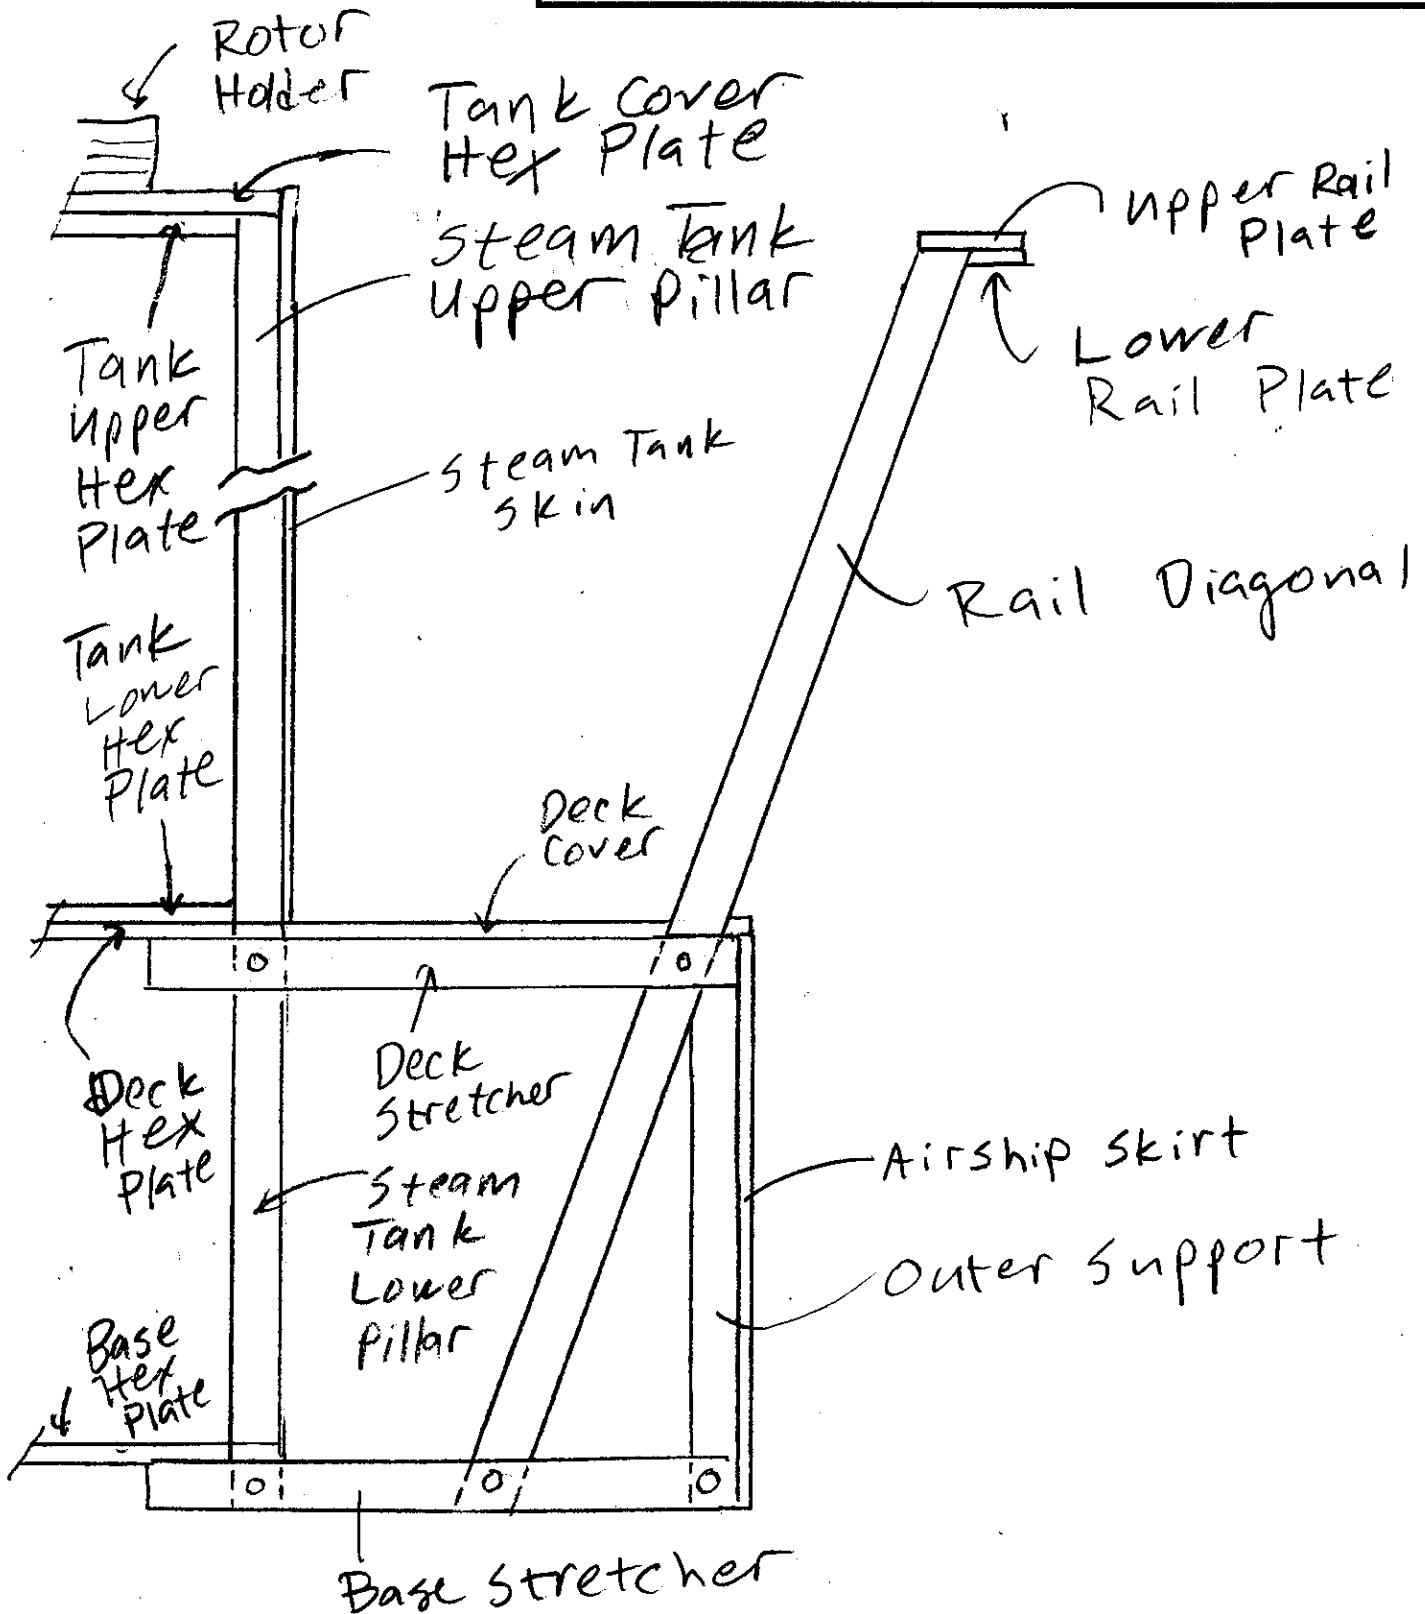 Rotor
Holder
Tank Cover
Hex Plate
Steam Tank
Upper Pillar
Upper Rail
Plate
Lower
Rail Plate
Tank
Upper
Hex
Plate
Steam Tank
Skin
Rail Diagonal
Tank
Lower
Hex
Plate
Deck
Cover
Deck
Hex
Plate
Deck
Stretcher
Steam
Tank
Lower
Pillar
Airship Skirt
Outer Support
Base
Hex
Plate
Base Stretcher